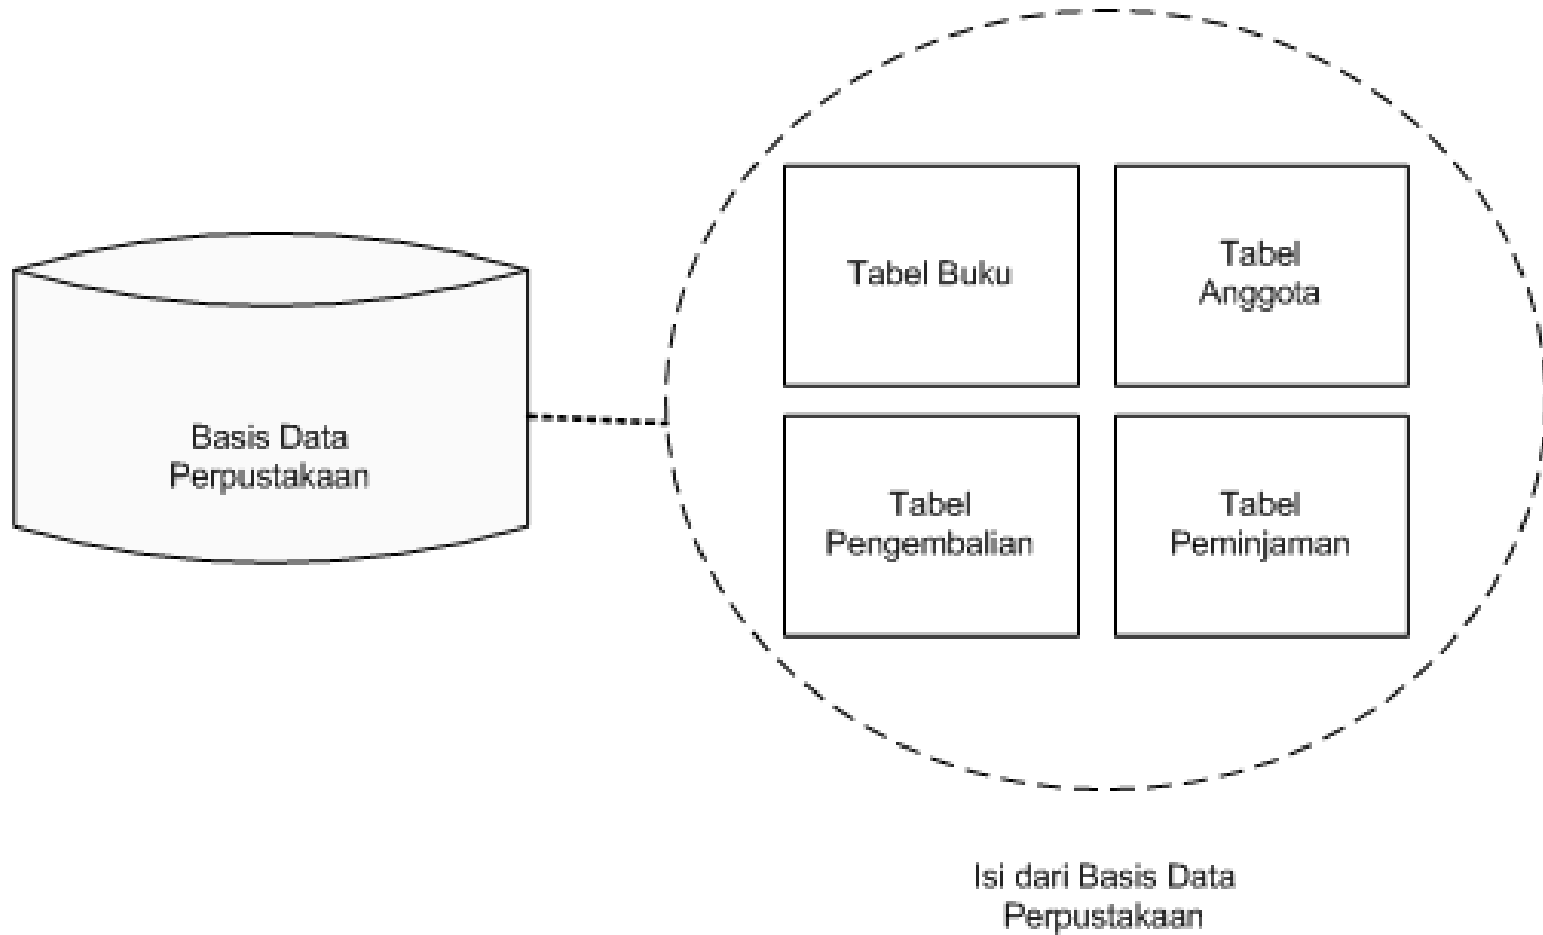 Basis Data
Perpustakaan
Tabel Buku
Tabel
Anggota
Tabel
Pengembalian
Tabel
Peminjaman
Isi dari Basis Data
Perpustakaan